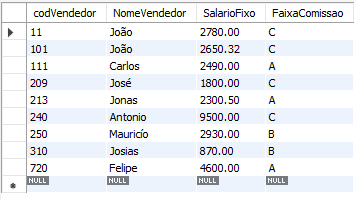 codVendedor NomeVendedor SalarioFixo FaixaComissao
11 João 2780.00 C
101 João 2650.32 C
111 Carlos 2490.00 A
209 José 1800.00 C
213 Jonas 2300.50 A
240 Antonio 9500.00 C
250 Mauricío 2930.00 B
310 Josias 870.00 B
720 Felipe 4600.00 A
NULL NULL NULL NULL